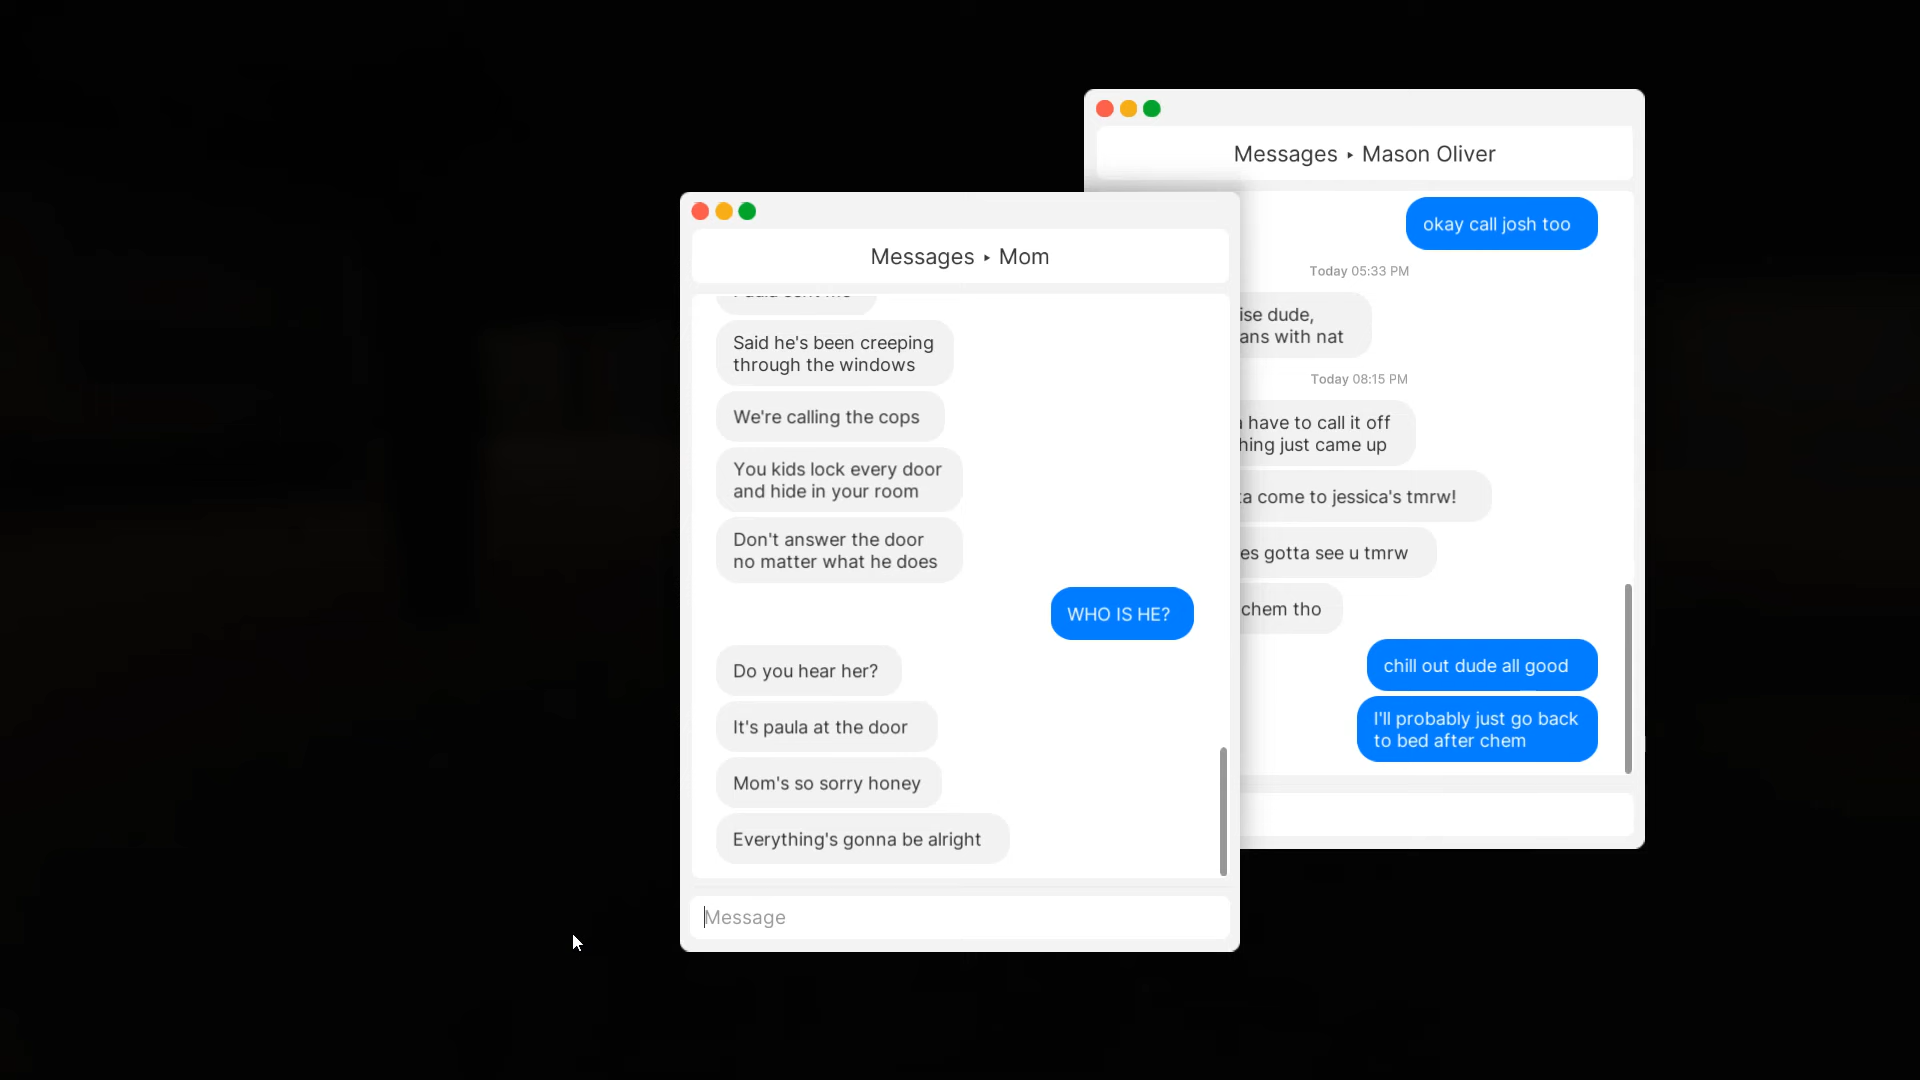 Messages ▸ Mason Oliver
okay call josh too
Today 05:33 PM
ise dude,
ans with nat
Today 08:15 PM
have to call it off
hing just came up
ta come to jessica's tmrw!
es gotta see u tmrw
chem tho
chill out dude all good
I'll probably just go back
to bed after chem
Messages ▸ Mom
Said he's been creeping
through the windows
We're calling the cops
You kids lock every door
and hide in your room
Don't answer the door
no matter what he does
WHO IS HE?
Do you hear her?
It's paula at the door
Mom's so sorry honey
Everything's gonna be alright
Message